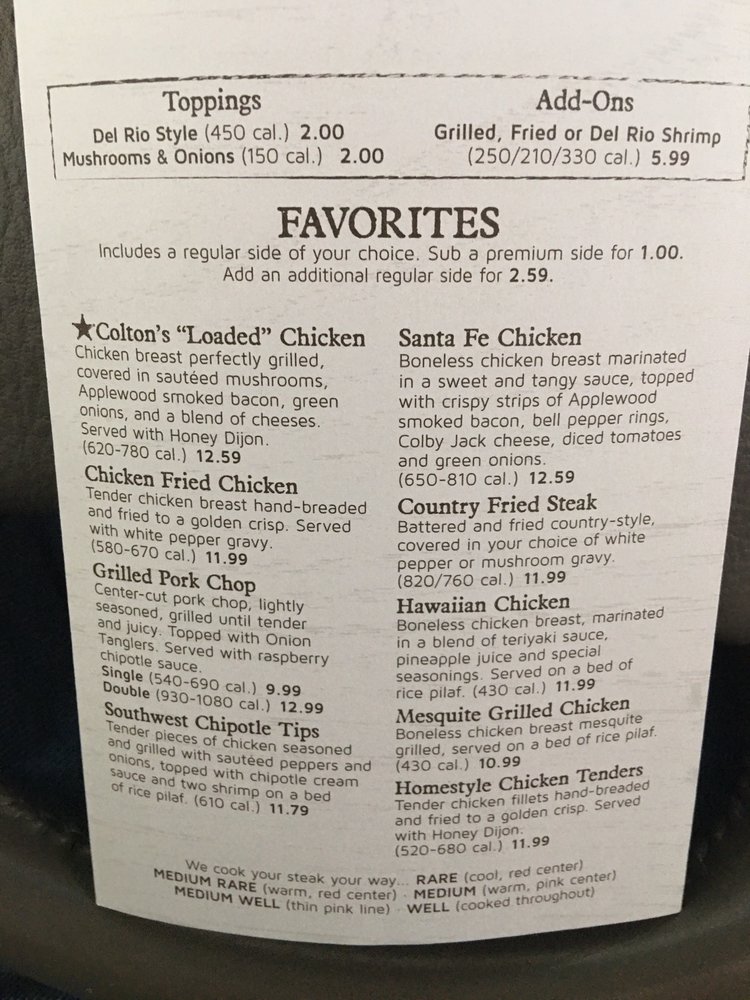 Toppings
Del Rio Style (450 cal.) 2.00
Mushrooms & Onions (150 cal.) 2.00
Add-Ons
Grilled, Fried or Del Rio Shrimp
(250/210/330 cal.) 5.99
FAVORITES
Includes a regular side of your choice. Sub a premium side for 1.00.
Add an additional regular side for 2.59.
★Colton's "Loaded" Chicken
Chicken breast perfectly grilled,
covered in sautéed mushrooms,
Applewood smoked bacon, green
onions, and a blend of cheeses.
Served with Honey Dijon.
(620-780 cal.) 12.59
Chicken Fried Chicken
Tender chicken breast hand-breaded
and fried to a golden crisp. Served
with white pepper gravy.
(580-670 cal.) 11.99
Grilled Pork Chop
Center-cut pork chop, lightly
seasoned, grilled until tender
and juicy. Topped with Onion
Tanglers. Served with raspberry
chipotle sauce.
Single (540-690 cal.) 9.99
Double (930-1080 cal.) 12.99
Southwest Chipotle Tips
Tender pieces of chicken seasoned
and grilled with sautéed peppers and
onions, topped with chipotle cream
sauce and two shrimp on a bed
of rice pilaf. (610 cal.) 11.79
Santa Fe Chicken
Boneless chicken breast marinated
in a sweet and tangy sauce, topped
with crispy strips of Applewood
smoked bacon, bell pepper rings,
Colby Jack cheese, diced tomatoes
and green onions.
(650-810 cal.) 12.59
Country Fried Steak
Battered and fried country-style,
covered in your choice of white
pepper or mushroom gravy.
(820/760 cal.) 11.99
Hawaiian Chicken
Boneless chicken breast, marinated
in a blend of teriyaki sauce,
pineapple juice and special
seasonings. Served on a bed of
rice pilaf. (430 cal.) 11.99
Mesquite Grilled Chicken
Boneless chicken breast mesquite
grilled, served on a bed of rice pilaf.
(430 cal.) 10.99
Homestyle Chicken Tenders
Tender chicken fillets hand-breaded
and fried to a golden crisp. Served
with Honey Dijon.
(520-680 cal.) 11.99
We cook your steak your way... RARE (cool, red center)
MEDIUM RARE (warm, red center) · MEDIUM (warm, pink center)
MEDIUM WELL (thin pink line) · WELL (cooked throughout)